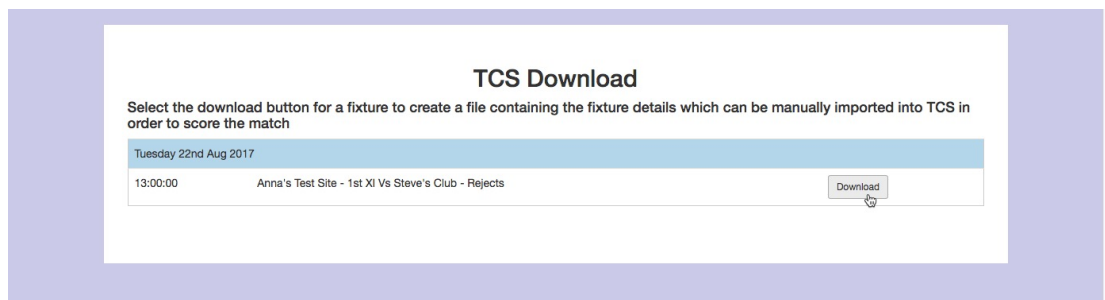 TCS Download
Select the download button for a fixture to create a file containing the fixture details which can be manually imported into TCS in
order to score the match
Tuesday 22nd Aug 2017
13:00:00 Anna's Test Site - 1st XI Vs Steve's Club - Rejects Download